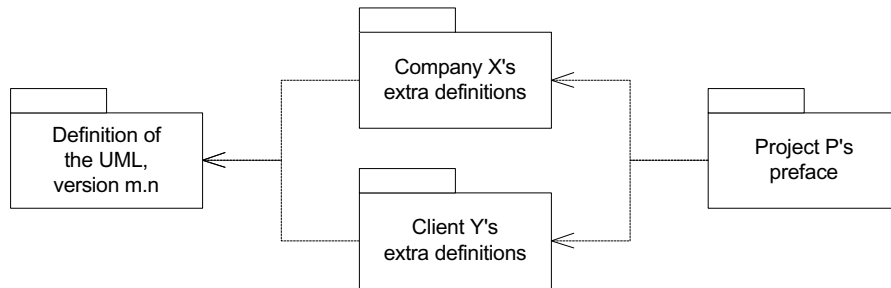 Company X's
extra definitions
Definition of
the UML,
version m.n
Project P's
preface
Client Y's
extra definitions